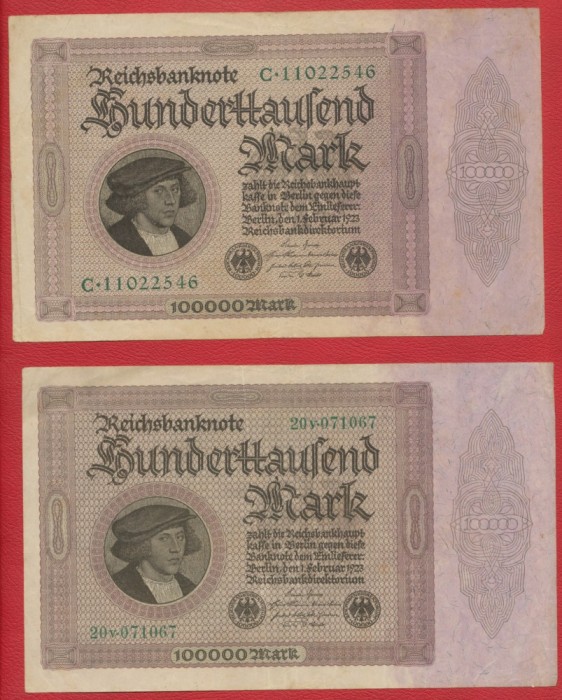 Reichsbanknote C·11022546
Hunderttausend
Mark
100000
zahlt die Reichsbankhaupt-
kasse in Berlin gegen diese
Banknote dem Einlieferer.
Berlin, den 1. Februar 1923
Reichsbankdirektorium
C·11022546
100000 Mark
Reichsbanknote 20v·071067
Hunderttausend
Mark
100000
zahlt die Reichsbankhaupt-
kasse in Berlin gegen diese
Banknote dem Einlieferer.
Berlin, den 1. Februar 1923
Reichsbankdirektorium
20v·071067
100000 Mark